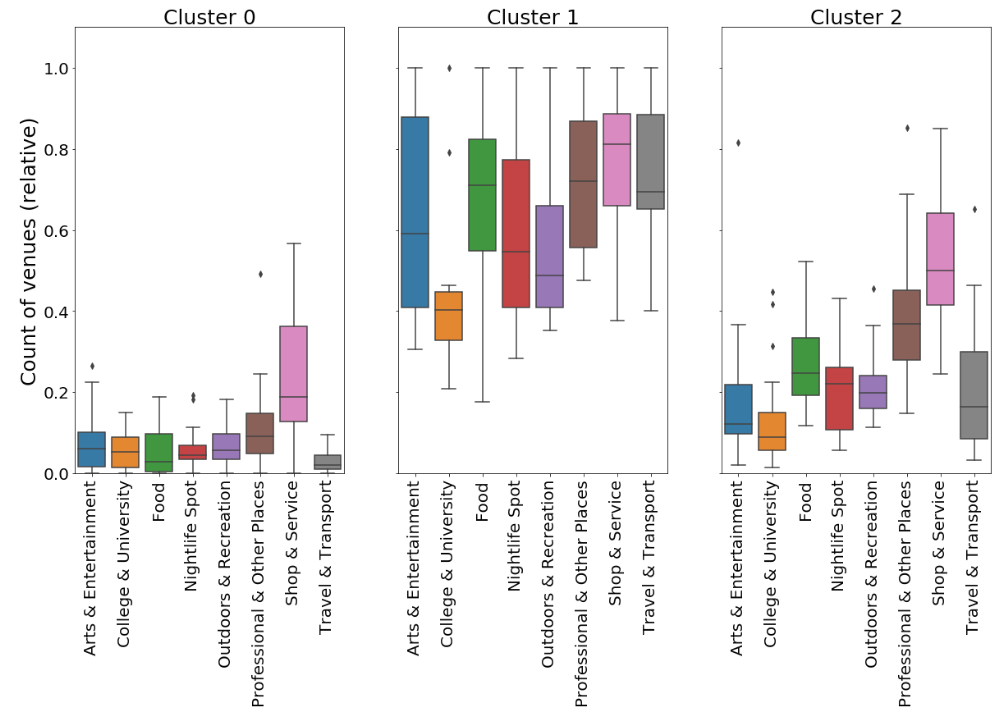 Cluster 0
Cluster 1
Cluster 2
Count of venues (relative)
1.0
0.8
0.6
0.4
0.2
0.0
Arts & Entertainment
College & University
Food
Nightlife Spot
Outdoors & Recreation
Professional & Other Places
Shop & Service
Travel & Transport
Arts & Entertainment
College & University
Food
Nightlife Spot
Outdoors & Recreation
Professional & Other Places
Shop & Service
Travel & Transport
Arts & Entertainment
College & University
Food
Nightlife Spot
Outdoors & Recreation
Professional & Other Places
Shop & Service
Travel & Transport